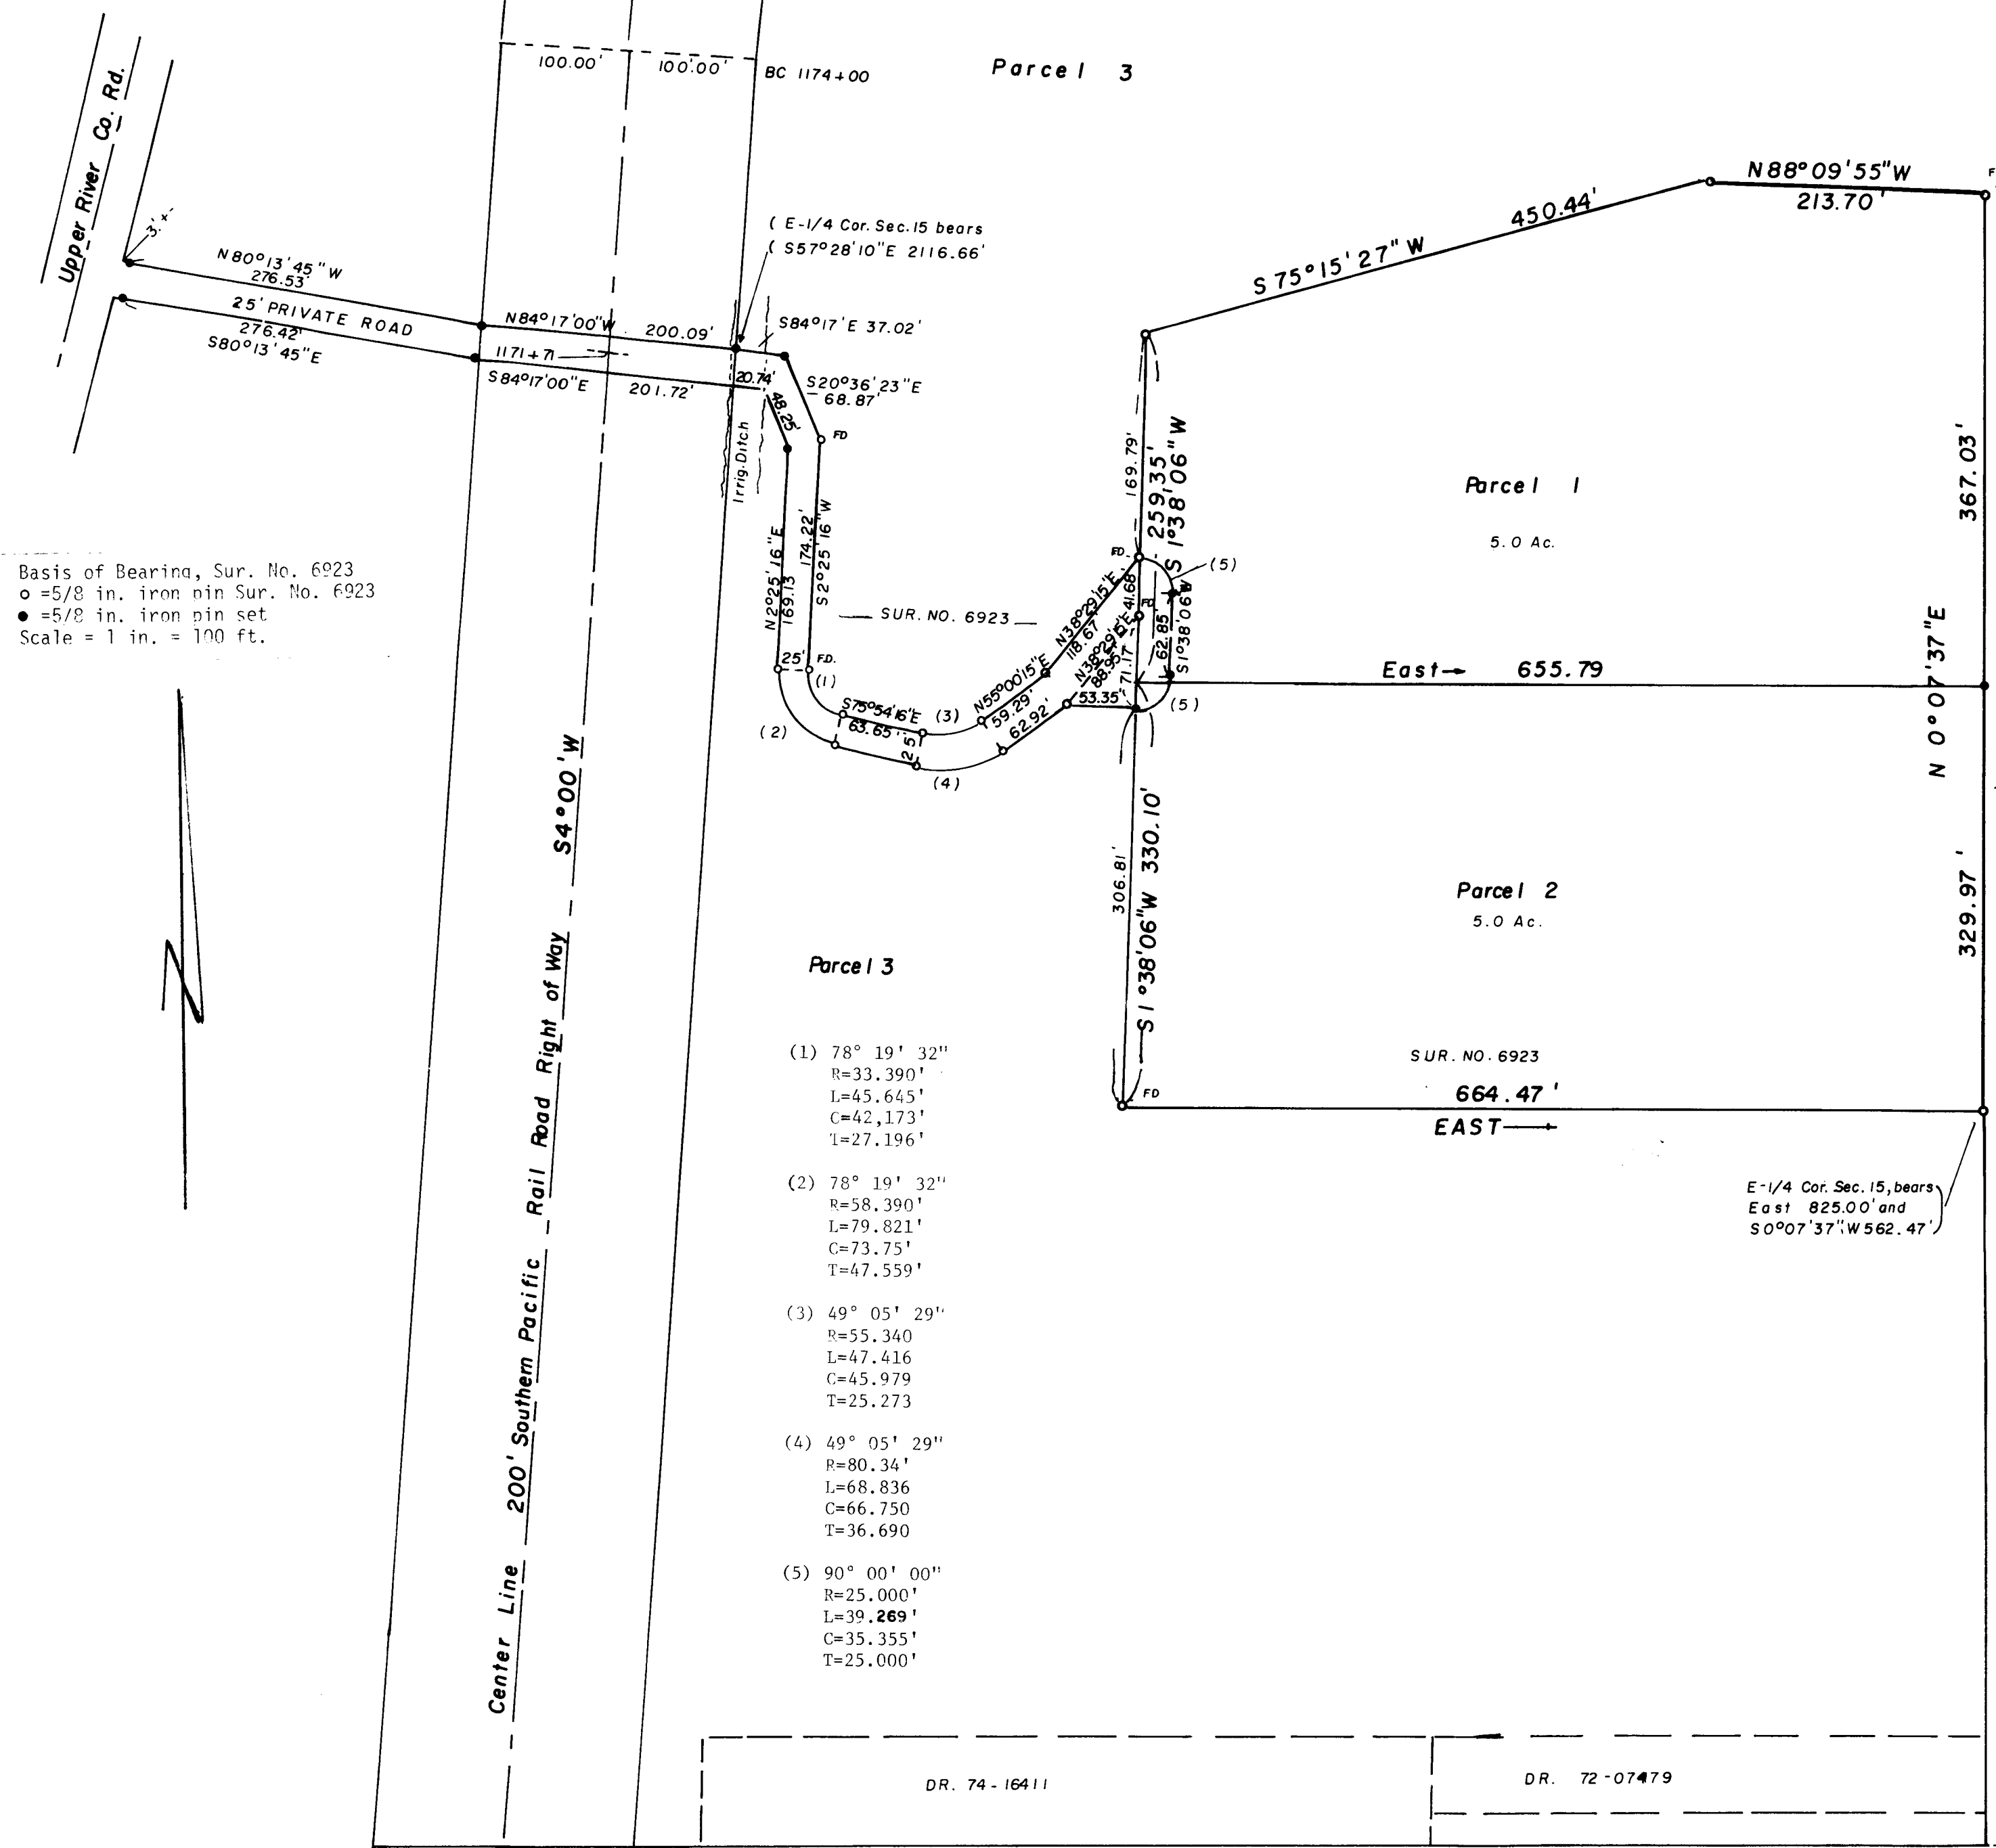 100.00'
100.00'
BC 1174+00
Parcel 3
Upper River Co. Rd.
N88°09'55"W
213.70'
450.44'
S 75°15'27" W
( E-1/4 Cor. Sec. 15 bears
( S57°28'10"E 2116.66'
N80°13'45"W
276.53'
25' PRIVATE ROAD
276.42'
S80°13'45"E
N84°17'00"W 200.09'
S84°17'E 37.02'
1171+71
S84°17'00"E 201.72'
20.74'
S20°36'23"E
68.87'
48.25'
FD
Irrig. Ditch
169.79'
259.35'
S 1°38'06" W
Parcel 1
5.0 Ac.
367.03'
N2°25'16"E
169.13
174.22'
S2°25'16"W
SUR. NO. 6923
FD.
(5)
N38°29'15"E
118.67
41.68
FD
N38°29'15"E
88.95'
71.17'
62.85'
S1°38'06W
Basis of Bearing, Sur. No. 6923
o =5/8 in. iron pin Sur. No. 6923
● =5/8 in. iron pin set
Scale = 1 in. = 100 ft.
25'
FD.
(1)
N55°00'15"E
59.29'
62.92'
53.35'
(5)
East→ 655.79
N 0°07'37"E
S75°54'16"E
63.65'
(3)
(2)
25'
(4)
S4°00'W
306.81'
S1°38'06"W 330.10'
Parcel 2
5.0 Ac.
329.97'
Parcel 3
N
SUR. NO. 6923
FD
664.47'
EAST→
E-1/4 Cor. Sec. 15, bears
East 825.00' and
S0°07'37"W 562.47'
(1) 78° 19' 32"
R=33.390'
L=45.645'
C=42,173'
T=27.196'
(2) 78° 19' 32"
R=58.390'
L=79.821'
C=73.75'
T=47.559'
(3) 49° 05' 29"
R=55.340
L=47.416
C=45.979
T=25.273
(4) 49° 05' 29"
R=80.34'
L=68.836
C=66.750
T=36.690
(5) 90° 00' 00"
R=25.000'
L=39.269'
C=35.355'
T=25.000'
Center Line 200' Southern Pacific Rail Road Right of Way
DR. 74-16411
DR. 72-07479